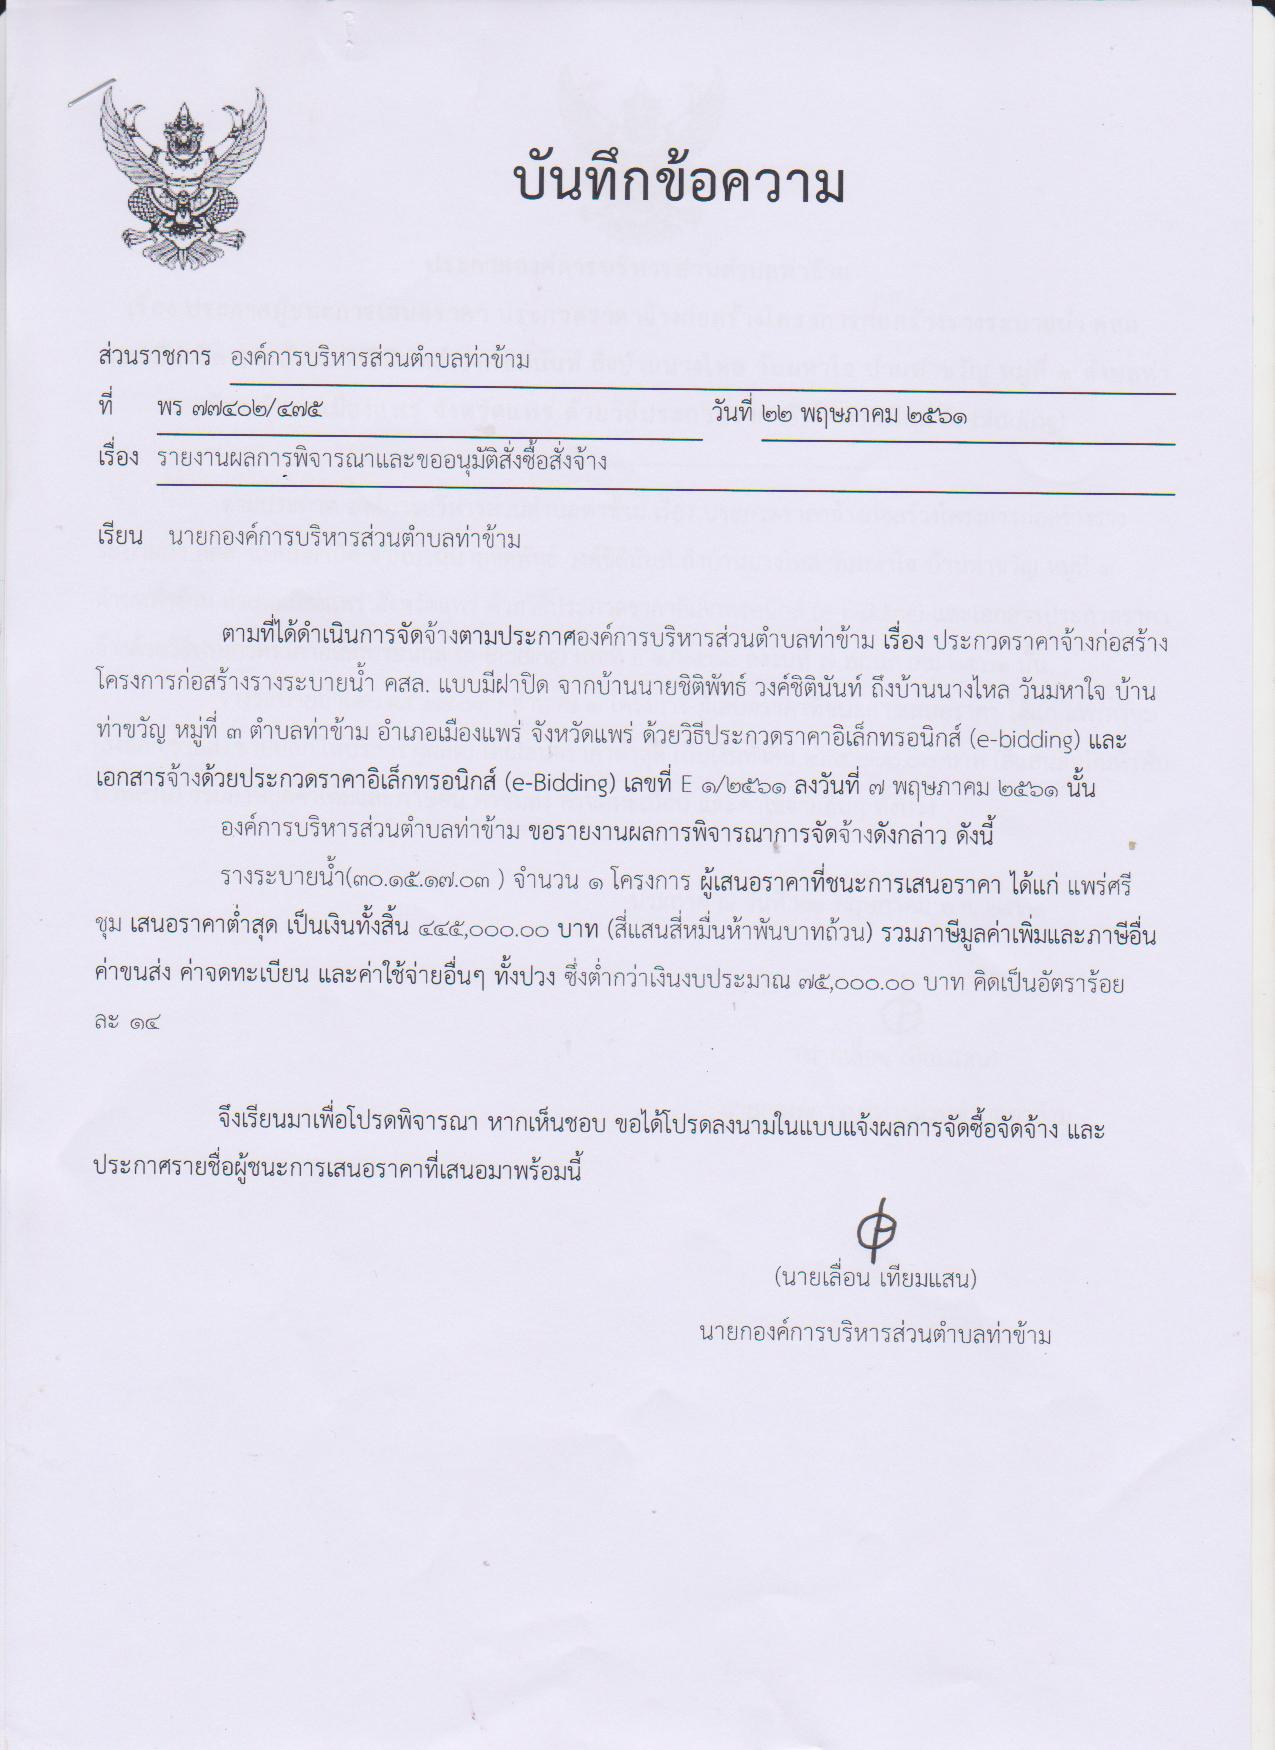 บันทึกข้อความ
ส่วนราชการ องค์การบริหารส่วนตำบลท่าข้าม
ที่ พร ๗๗๔๐๒/๔๗๕ วันที่ ๒๒ พฤษภาคม ๒๕๖๑
เรื่อง รายงานผลการพิจารณาและขออนุมัติสั่งซื้อสั่งจ้าง
เรียน นายกองค์การบริหารส่วนตำบลท่าข้าม
ตามที่ได้ดำเนินการจัดจ้างตามประกาศองค์การบริหารส่วนตำบลท่าข้าม เรื่อง ประกวดราคาจ้างก่อสร้าง
โครงการก่อสร้างรางระบายน้ำ คสล. แบบมีฝาปิด จากบ้านนายชิติพัทธ์ วงค์ชิตินันท์ ถึงบ้านนางไหล วันมหาใจ บ้าน
ท่าขวัญ หมู่ที่ ๓ ตำบลท่าข้าม อำเภอเมืองแพร่ จังหวัดแพร่ ด้วยวิธีประกวดราคาอิเล็กทรอนิกส์ (e-bidding) และ
เอกสารจ้างด้วยประกวดราคาอิเล็กทรอนิกส์ (e-Bidding) เลขที่ E ๑/๒๕๖๑ ลงวันที่ ๗ พฤษภาคม ๒๕๖๑ นั้น
องค์การบริหารส่วนตำบลท่าข้าม ขอรายงานผลการพิจารณาการจัดจ้างดังกล่าว ดังนี้
รางระบายน้ำ(๓๐.๑๕.๑๗.๐๓ ) จำนวน ๑ โครงการ ผู้เสนอราคาที่ชนะการเสนอราคา ได้แก่ แพร่ศรี
ชุม เสนอราคาต่ำสุด เป็นเงินทั้งสิ้น ๔๔๕,๐๐๐.๐๐ บาท (สี่แสนสี่หมื่นห้าพันบาทถ้วน) รวมภาษีมูลค่าเพิ่มและภาษีอื่น
ค่าขนส่ง ค่าจดทะเบียน และค่าใช้จ่ายอื่นๆ ทั้งปวง ซึ่งต่ำกว่าเงินงบประมาณ ๗๕,๐๐๐.๐๐ บาท คิดเป็นอัตราร้อย
ละ ๑๔
จึงเรียนมาเพื่อโปรดพิจารณา หากเห็นชอบ ขอได้โปรดลงนามในแบบแจ้งผลการจัดซื้อจัดจ้าง และ
ประกาศรายชื่อผู้ชนะการเสนอราคาที่เสนอมาพร้อมนี้
(นายเลื่อน เทียมแสน)
นายกองค์การบริหารส่วนตำบลท่าข้าม